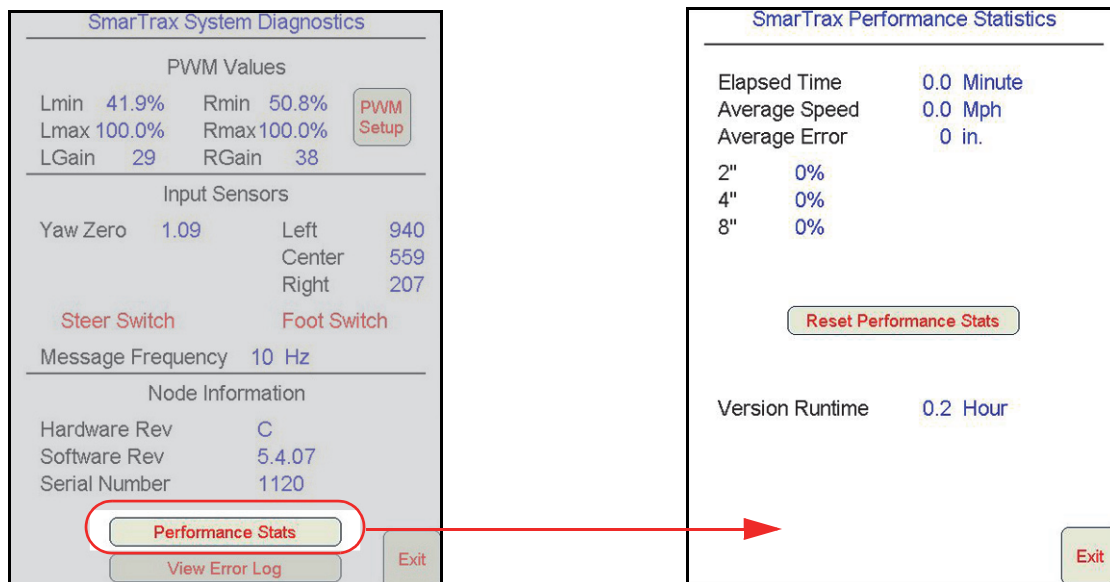 SmarTrax System Diagnostics
PWM Values
Lmin 41.9% Rmin 50.8%
Lmax 100.0% Rmax 100.0%
LGain 29 RGain 38
PWM
Setup
Input Sensors
Yaw Zero 1.09 Left 940
Center 559
Right 207
Steer Switch Foot Switch
Message Frequency 10 Hz
Node Information
Hardware Rev C
Software Rev 5.4.07
Serial Number 1120
Performance Stats
View Error Log
Exit
SmarTrax Performance Statistics
Elapsed Time 0.0 Minute
Average Speed 0.0 Mph
Average Error 0 in.
2" 0%
4" 0%
8" 0%
Reset Performance Stats
Version Runtime 0.2 Hour
Exit